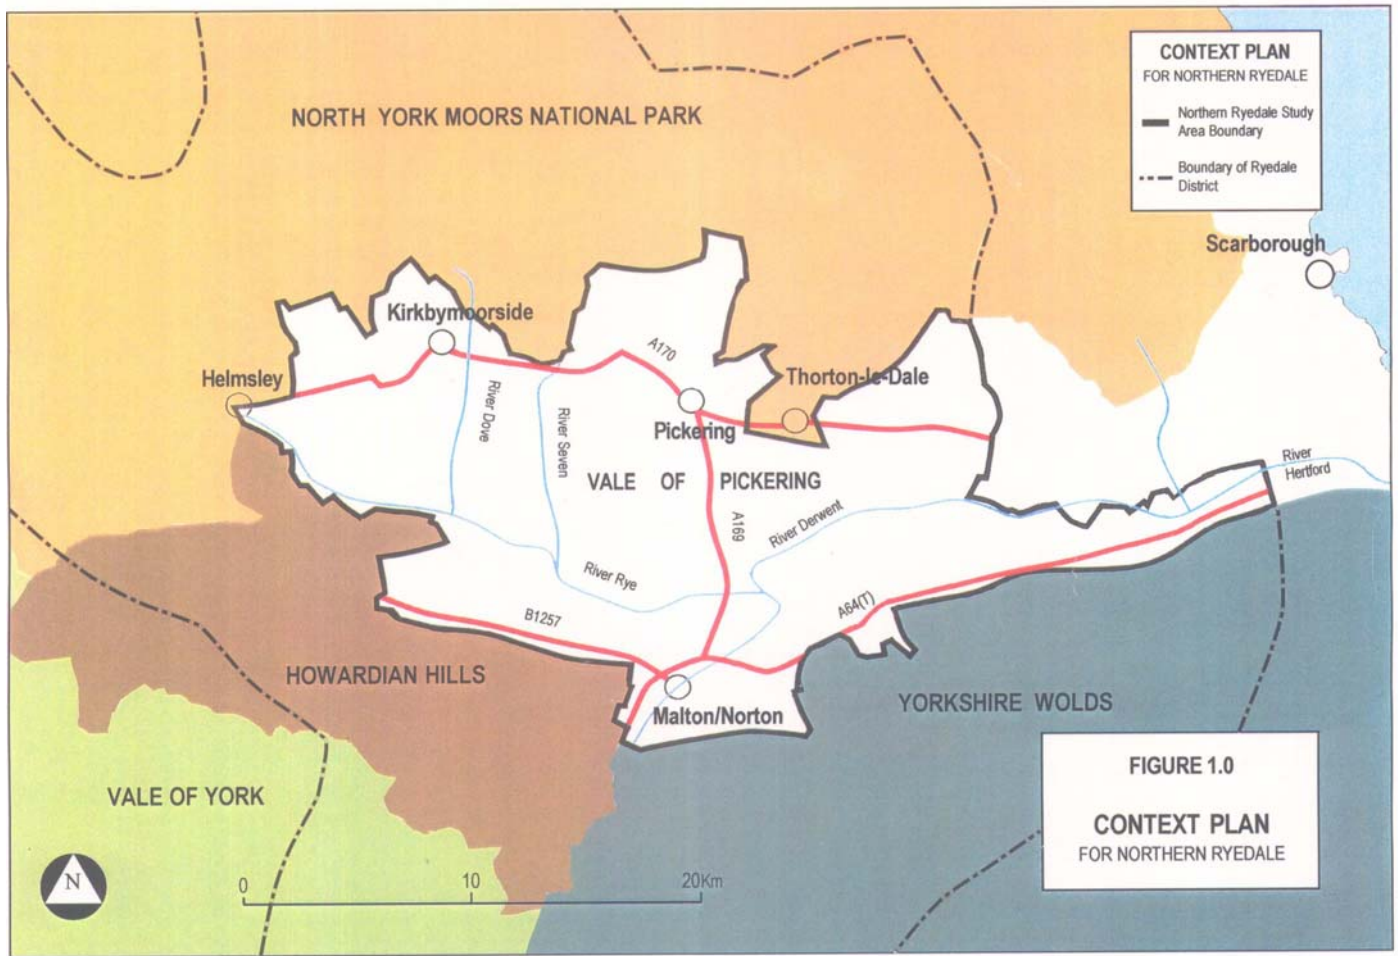 CONTEXT PLAN
FOR NORTHERN RYEDALE
Northern Ryedale Study
Area Boundary
Boundary of Ryedale
District
NORTH YORK MOORS NATIONAL PARK
Scarborough
Kirkbymoorside
A170
Helmsley
Thorton-le-Dale
River Dove
River Seven
Pickering
VALE OF PICKERING
River
Hertford
A169
River Derwent
River Rye
B1257
A64(T)
HOWARDIAN HILLS
Malton/Norton
YORKSHIRE WOLDS
VALE OF YORK
FIGURE 1.0
CONTEXT PLAN
FOR NORTHERN RYEDALE
N
0 10 20Km